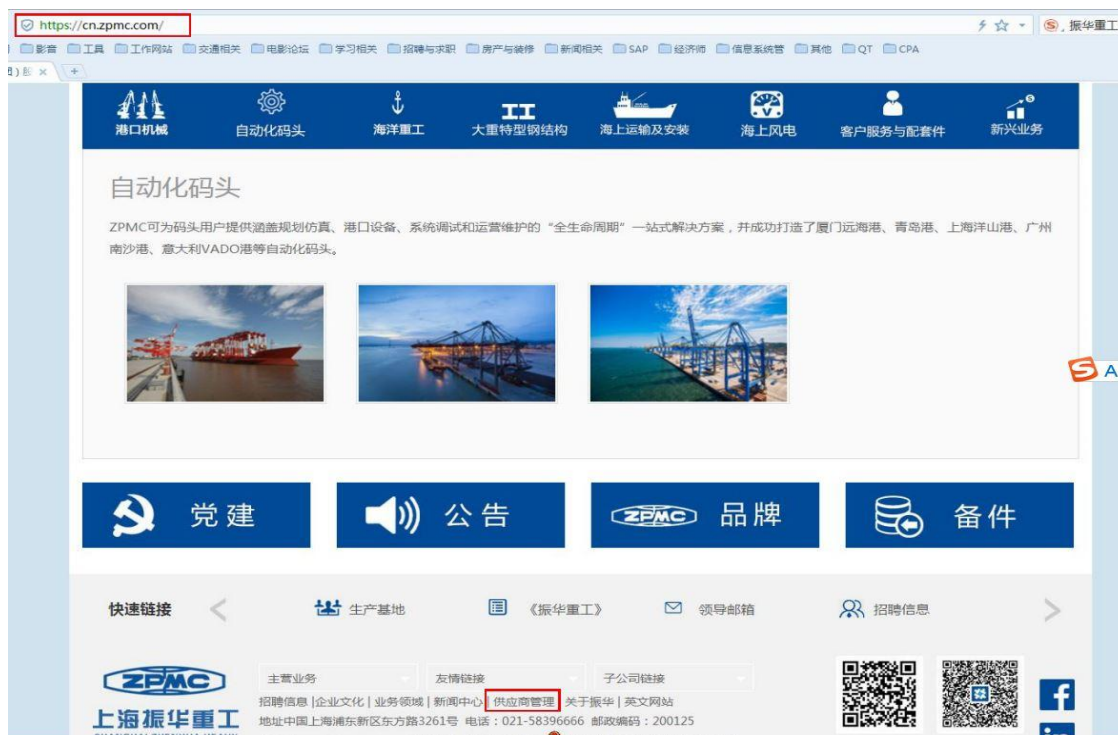 https://cn.zpmc.com/
振华重工
影音 工具 工作网站 交通相关 电影论坛 学习相关 招聘与求职 房产与装修 新闻相关 SAP 经济师 信息系统管 其他 QT CPA
港口机械 自动化码头 海洋重工 大重特型钢结构 海上运输及安装 海上风电 客户服务与配套件 新兴业务
自动化码头
ZPMC可为码头用户提供涵盖规划仿真、港口设备、系统调试和运营维护的“全生命周期”一站式解决方案，并成功打造了厦门远海港、青岛港、上海洋山港、广州
南沙港、意大利VADO港等自动化码头。
党建 公告 ZPMC 品牌 备件
快速链接 生产基地 《振华重工》 领导邮箱 招聘信息
ZPMC
上海振华重工
主营业务 友情链接 子公司链接
招聘信息 |企业文化 | 业务领域 | 新闻中心 | 供应商管理 | 关于振华 | 英文网站
地址中国上海浦东新区东方路3261号 电话：021-58396666 邮政编码：200125